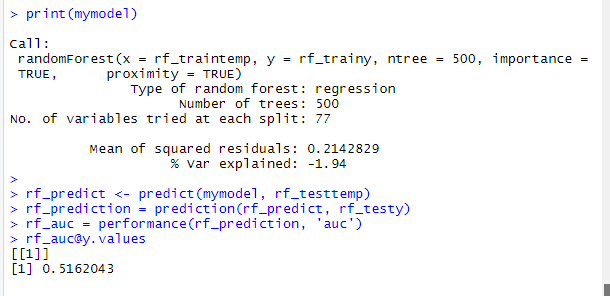 > print(mymodel)
Call:
randomForest(x = rf_traintemp, y = rf_trainy, ntree = 500, importance =
TRUE,      proximity = TRUE)
Type of random forest: regression
Number of trees: 500
No. of variables tried at each split: 77
Mean of squared residuals: 0.2142829
% Var explained: -1.94
>
> rf_predict <- predict(mymodel, rf_testtemp)
> rf_prediction = prediction(rf_predict, rf_testy)
> rf_auc = performance(rf_prediction, 'auc')
> rf_auc@y.values
[[1]]
[1] 0.5162043